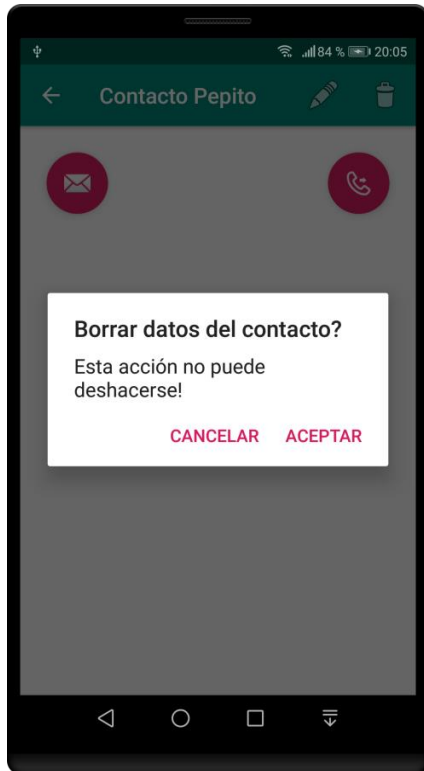 84 % 20:05
Contacto Pepito
Borrar datos del contacto?
Esta acción no puede
deshacerse!
CANCELAR ACEPTAR